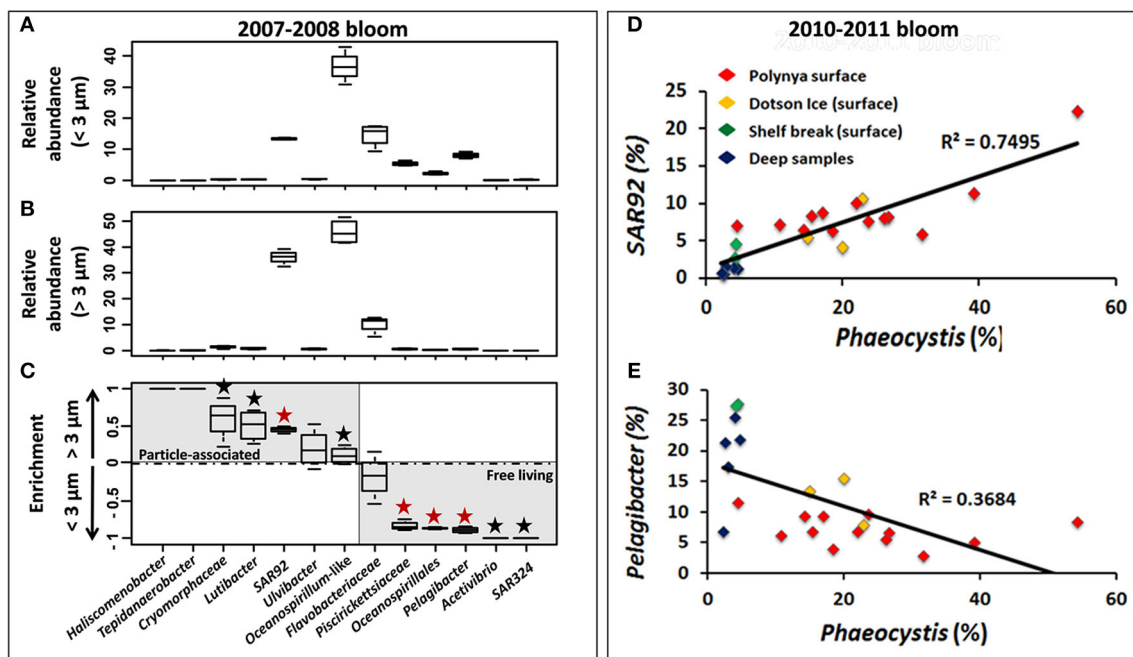 A
2007-2008 bloom
Relative abundance (< 3 µm)
40
30
20
10
0
B
Relative abundance (> 3 µm)
50
40
30
20
10
0
C
Enrichment
< 3 µm > 3 µm
1
0.5
0
-0.5
-1
Particle-associated
Free living
Haliscomenobacter
Tepidanaerobacter
Cryomorphaceae
Lutibacter
SAR92
Ulvibacter
Oceanospirillum-like
Flavobacteriaceae
Piscirickettsiaceae
Oceanospirillales
Pelagibacter
Acetivibrio
SAR324
D
2010-2011 bloom
2010-2011 bloom
Polynya surface
Dotson Ice (surface)
Shelf break (surface)
Deep samples
R² = 0.7495
SAR92 (%)
25
20
15
10
5
0
0 20 40 60
Phaeocystis (%)
E
R² = 0.3684
Pelagibacter (%)
30
25
20
15
10
5
0
0 20 40 60
Phaeocystis (%)